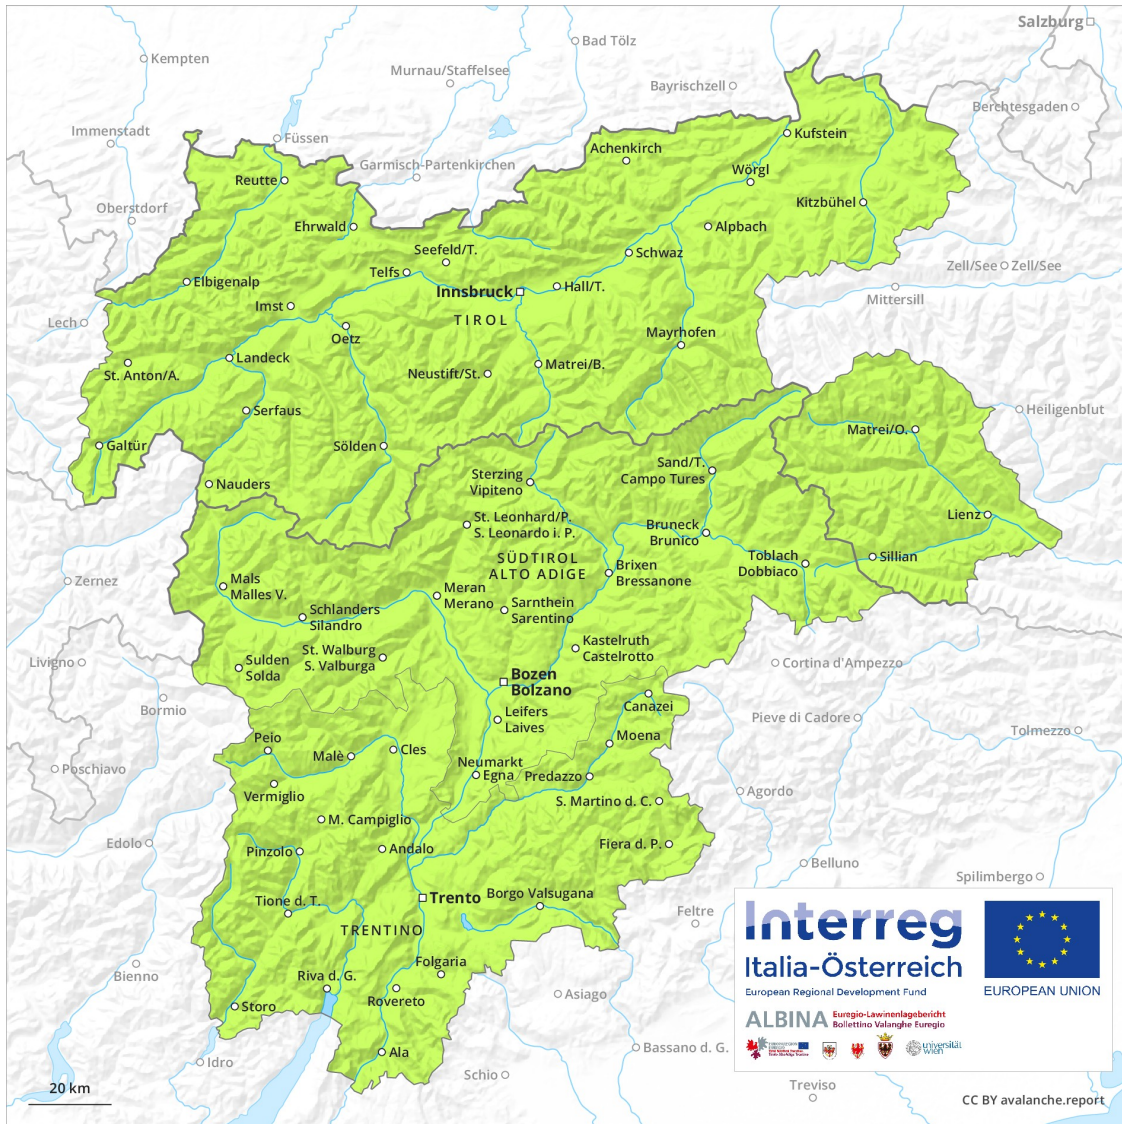 Salzburg
Bad Tölz
Kempten
Murnau/Staffelsee
Bayrischzell
Berchtesgaden
Immenstadt
Füssen
Kufstein
Achenkirch
Garmisch-Partenkirchen
Wörgl
Reutte
Oberstdorf
Kitzbühel
Ehrwald
Alpbach
Seefeld/T.
Schwaz
Telfs
Zell/See
Zell/See
Elbigenalp
Hall/T.
Innsbruck
Mittersill
Imst
TIROL
Lech
Mayrhofen
Oetz
Landeck
Matrei/B.
St. Anton/A.
Neustift/St.
Serfaus
Heiligenblut
Matrei/O.
Galtür
Sölden
Sand/T.
Campo Tures
Sterzing
Vipiteno
Nauders
St. Leonhard/P.
S. Leonardo i. P.
Lienz
Bruneck
Brunico
SÜDTIROL
ALTO ADIGE
Toblach
Dobbiaco
Sillian
Brixen
Bressanone
Zernez
Mals
Malles V.
Meran
Merano
Sarnthein
Sarentino
Schlanders
Silandro
Kastelruth
Castelrotto
St. Walburg
S. Valburga
Livigno
Sulden
Solda
Cortina d'Ampezzo
Bozen
Bolzano
Bormio
Canazei
Leifers
Laives
Pieve di Cadore
Tolmezzo
Moena
Peio
Cles
Malè
Poschiavo
Neumarkt
Egna
Predazzo
Vermiglio
Agordo
S. Martino d. C.
M. Campiglio
Edolo
Fiera d. P.
Pinzolo
Andalo
Belluno
Spilimbergo
Borgo Valsugana
Trento
Tione d. T.
Feltre
TRENTINO
Folgaria
Bienno
Riva d. G.
Rovereto
Asiago
Storo
Ala
Bassano d. G.
Idro
Schio
Treviso
20 km
Interreg
Italia-Österreich
European Regional Development Fund
EUROPEAN UNION
ALBINA
Euregio-Lawinenlagebericht
Bollettino Valanghe Euregio
universität
wien
CC BY avalanche.report